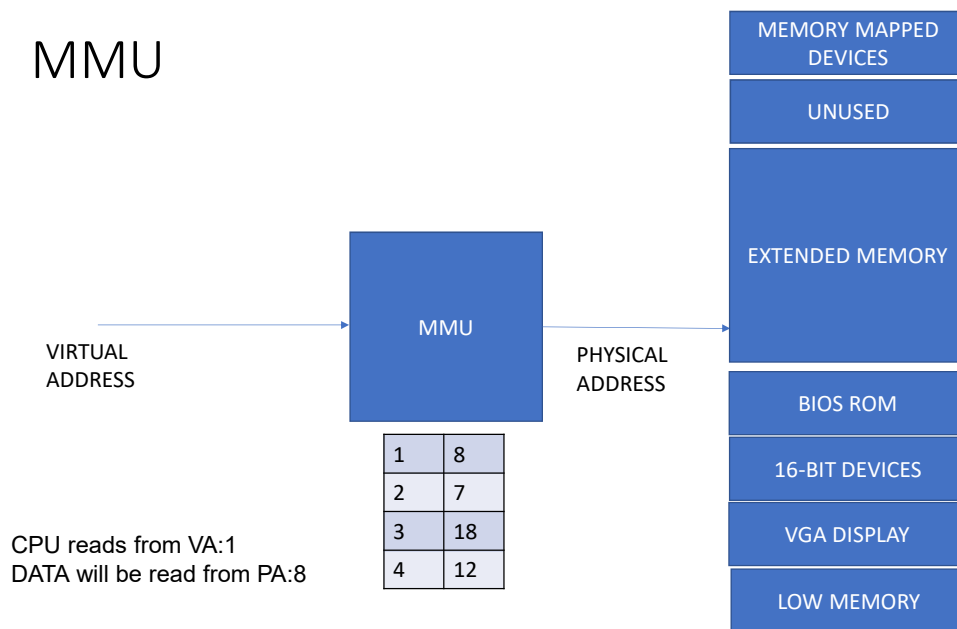 MMU
VIRTUAL
ADDRESS
MMU
PHYSICAL
ADDRESS
1 8
2 7
3 18
4 12
CPU reads from VA:1
DATA will be read from PA:8
MEMORY MAPPED
DEVICES
UNUSED
EXTENDED MEMORY
BIOS ROM
16-BIT DEVICES
VGA DISPLAY
LOW MEMORY